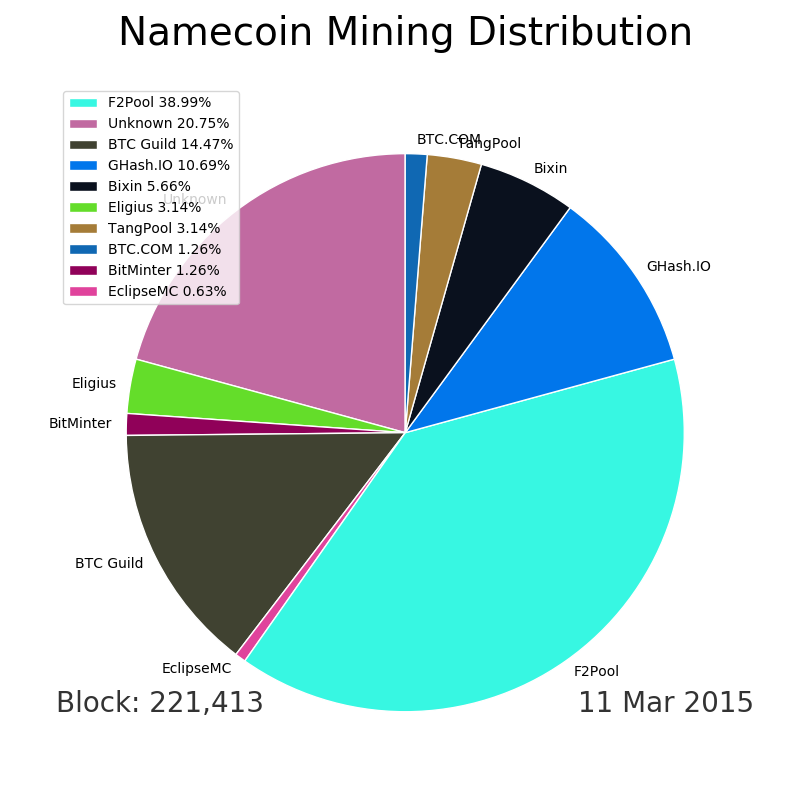 Namecoin Mining Distribution
F2Pool 38.99%
Unknown 20.75%
BTC Guild 14.47%
GHash.IO 10.69%
Bixin 5.66%
Eligius 3.14%
TangPool 3.14%
BTC.COM 1.26%
BitMinter 1.26%
EclipseMC 0.63%
BTC.COM
TangPool
Bixin
Unknown
GHash.IO
Eligius
BitMinter
BTC Guild
EclipseMC
F2Pool
Block: 221,413
11 Mar 2015